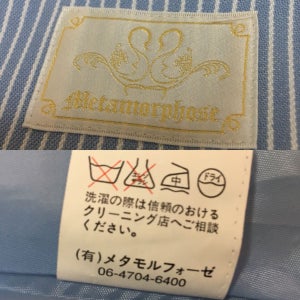 Metamorphose
中
ドライ
洗濯の際は信頼のおける
クリーニング店へご相談
ください。
(有)メタモルフォーゼ
06-4704-6400